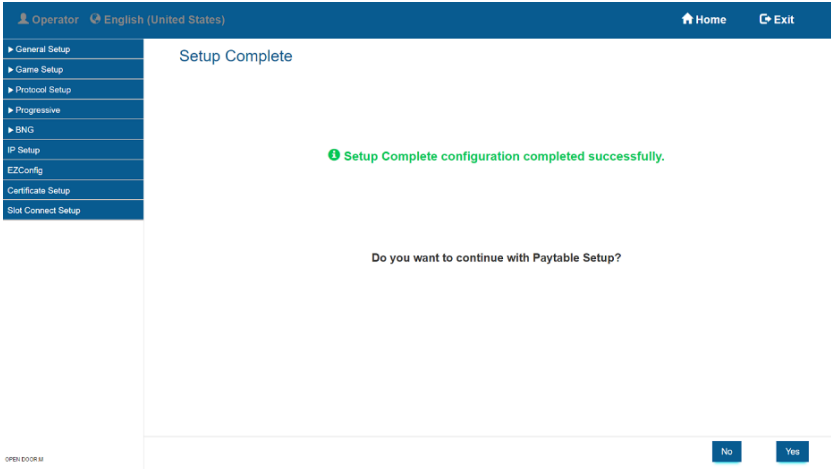 Operator English (United States) Home Exit
General Setup
Setup Complete
Game Setup
Protocol Setup
Progressive
BNG
IP Setup
EZConfig
Certificate Setup
Slot Connect Setup
Setup Complete configuration completed successfully.
Do you want to continue with Paytable Setup?
No Yes
OPEN DOOR:M